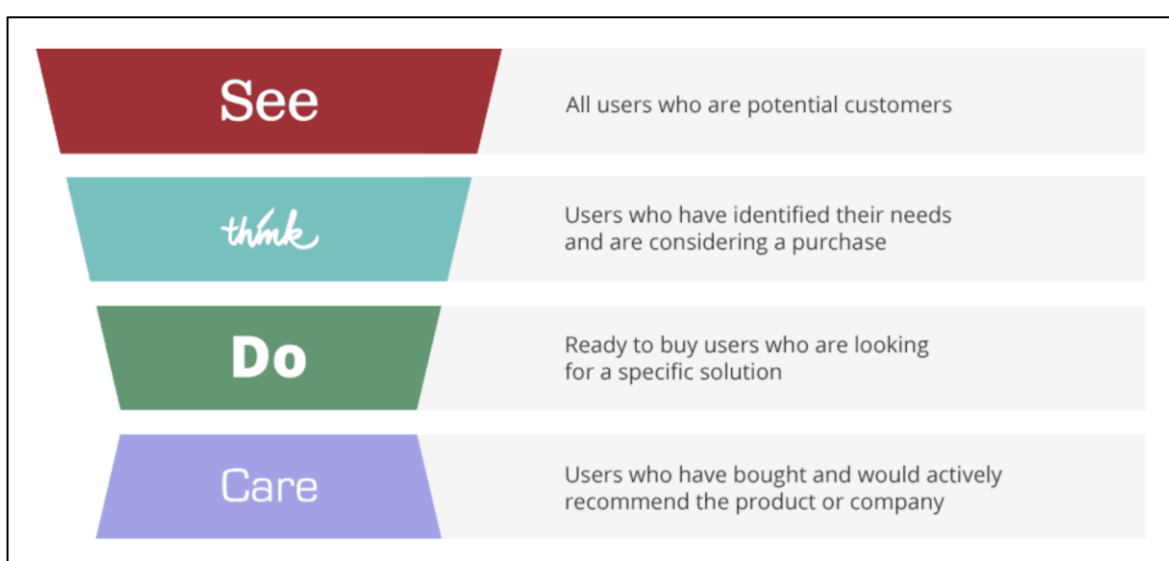 See
All users who are potential customers
think
Users who have identified their needs
and are considering a purchase
Do
Ready to buy users who are looking
for a specific solution
Care
Users who have bought and would actively
recommend the product or company